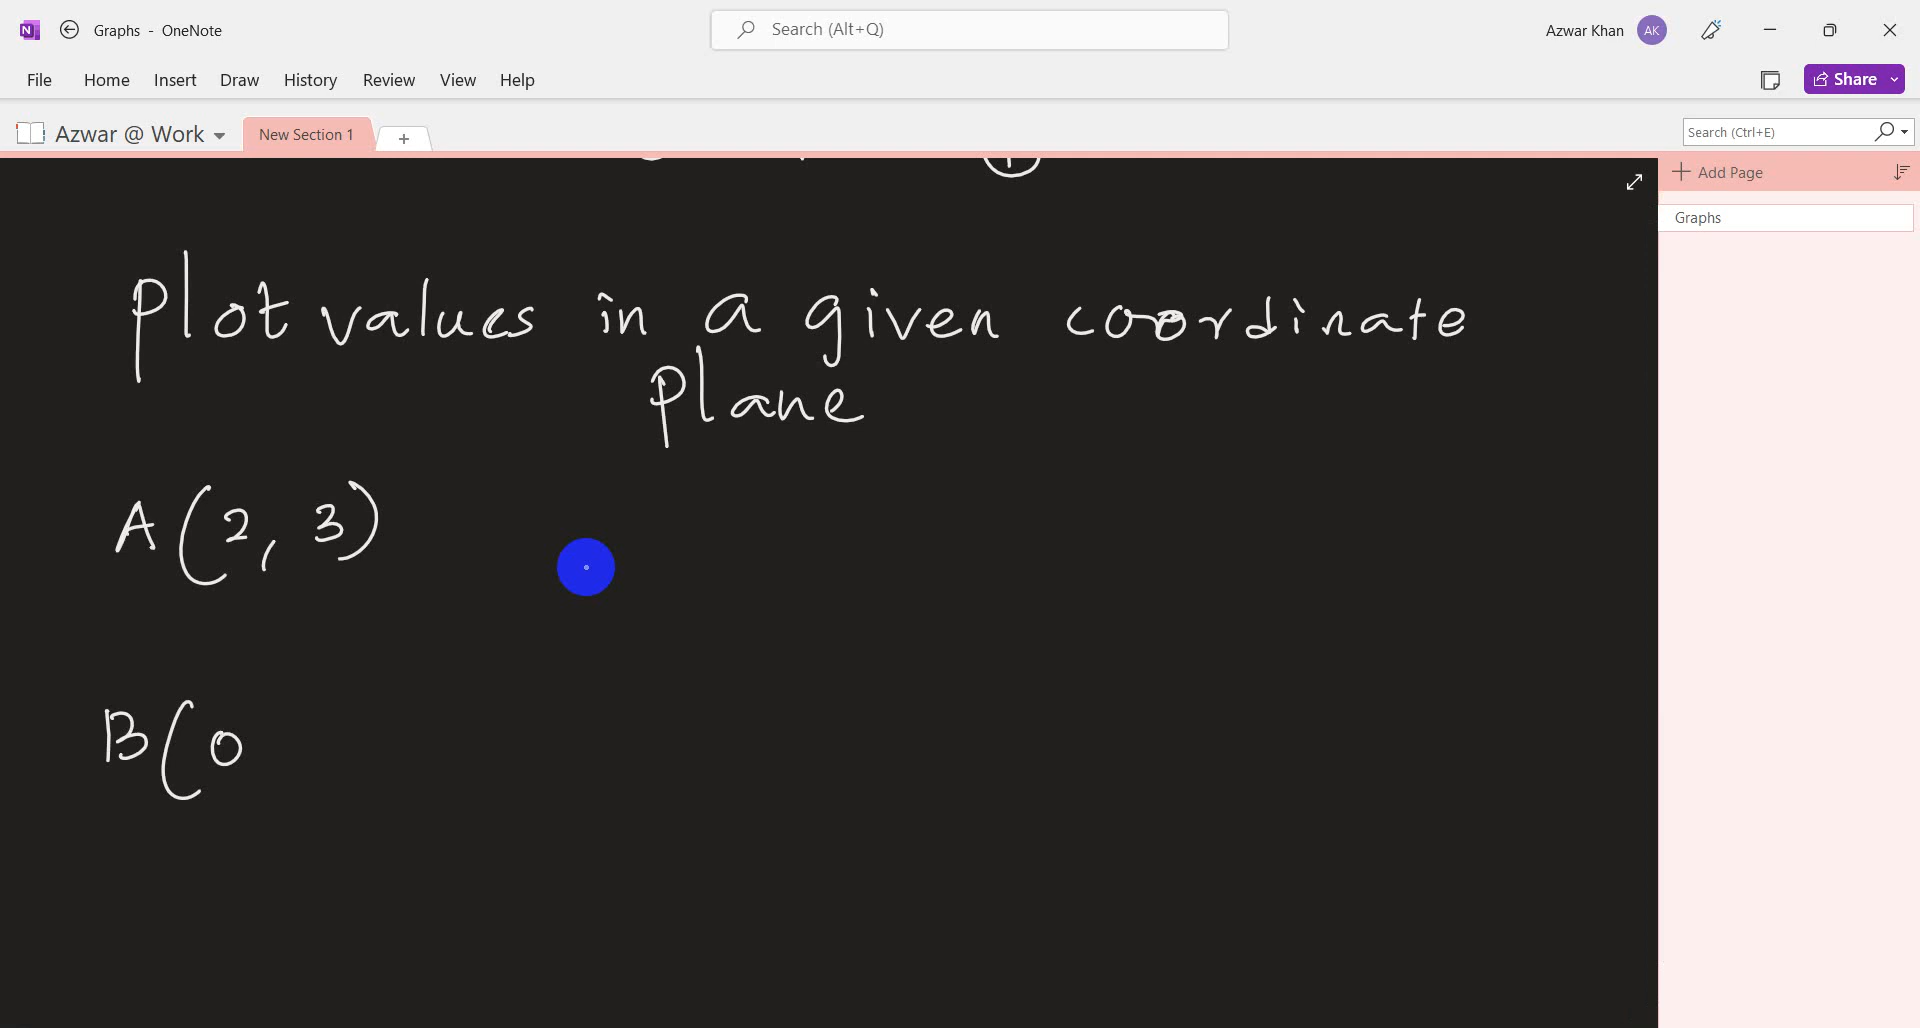 Graphs - OneNote
Search (Alt+Q)
Azwar Khan AK
File Home Insert Draw History Review View Help
Share
Azwar @ Work
New Section 1
+
Search (Ctrl+E)
Add Page
Graphs
Plot values in a given coordinate
Plane
A(2, 3)
B(0